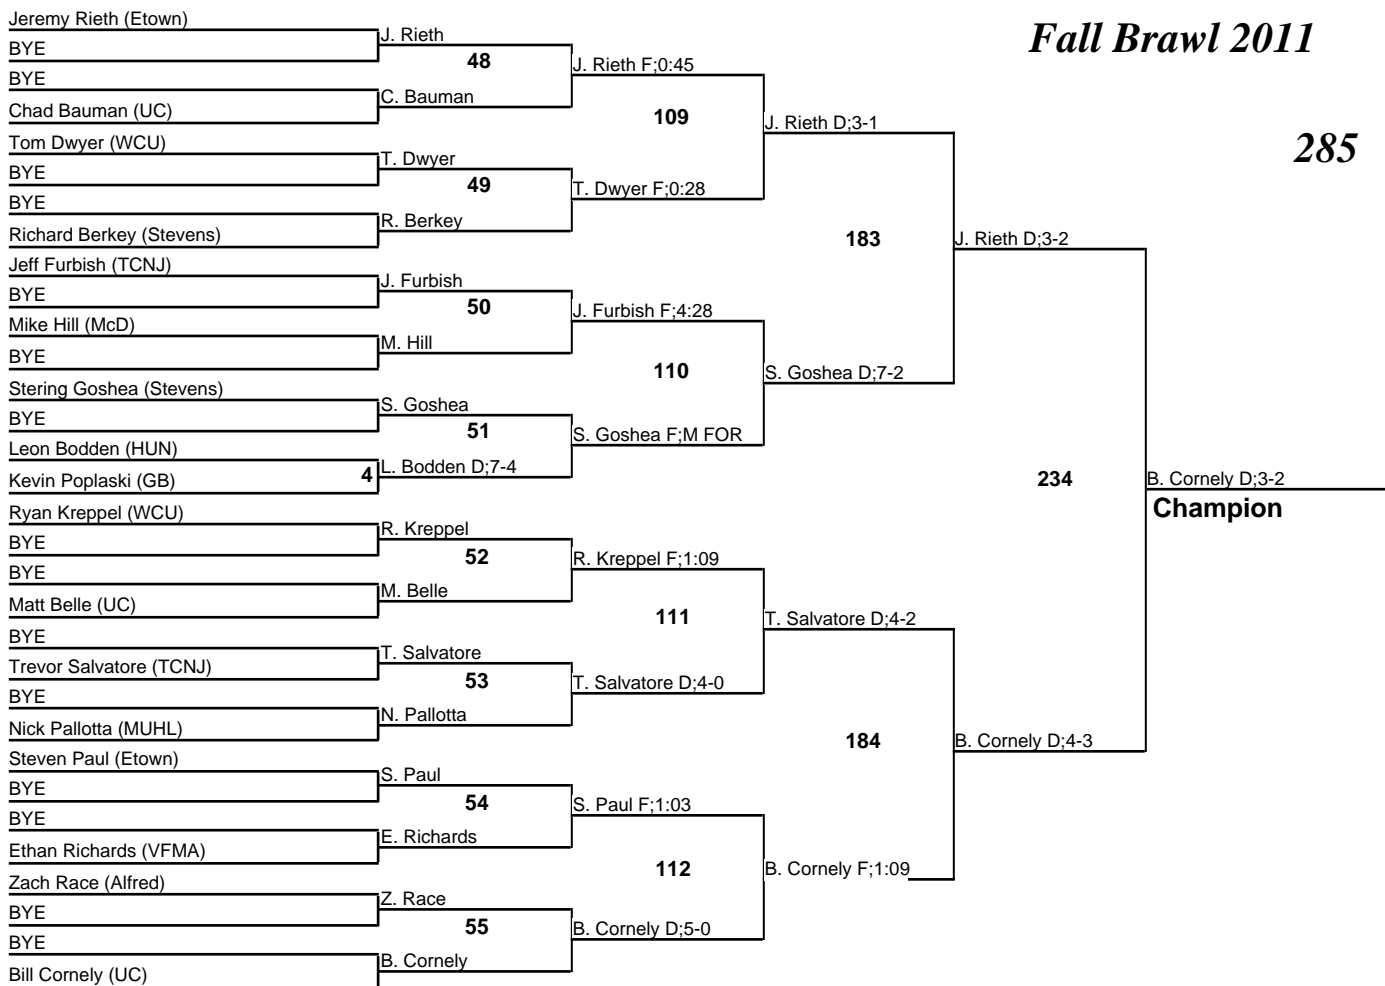 Fall Brawl 2011
285
Jeremy Rieth (Etown)
BYE
BYE
Chad Bauman (UC)
Tom Dwyer (WCU)
BYE
BYE
Richard Berkey (Stevens)
Jeff Furbish (TCNJ)
BYE
Mike Hill (McD)
BYE
Stering Goshea (Stevens)
BYE
Leon Bodden (HUN)
Kevin Poplaski (GB)
Ryan Kreppel (WCU)
BYE
BYE
Matt Belle (UC)
BYE
Trevor Salvatore (TCNJ)
BYE
Nick Pallotta (MUHL)
Steven Paul (Etown)
BYE
BYE
Ethan Richards (VFMA)
Zach Race (Alfred)
BYE
BYE
Bill Cornely (UC)
4
J. Rieth
48
C. Bauman
T. Dwyer
49
R. Berkey
J. Furbish
50
M. Hill
S. Goshea
51
L. Bodden D;7-4
R. Kreppel
52
M. Belle
T. Salvatore
53
N. Pallotta
S. Paul
54
E. Richards
Z. Race
55
B. Cornely
J. Rieth F;0:45
109
T. Dwyer F;0:28
J. Furbish F;4:28
110
S. Goshea F;M FOR
R. Kreppel F;1:09
111
T. Salvatore D;4-0
S. Paul F;1:03
112
B. Cornely D;5-0
J. Rieth D;3-1
183
S. Goshea D;7-2
T. Salvatore D;4-2
184
B. Cornely F;1:09
J. Rieth D;3-2
234
B. Cornely D;4-3
B. Cornely D;3-2
Champion